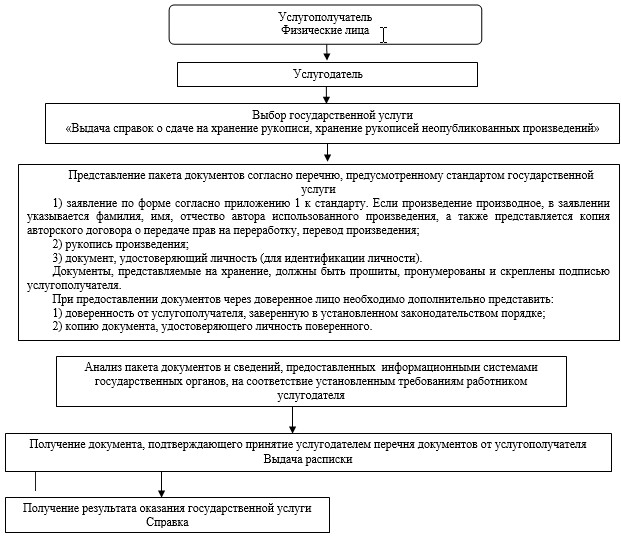 Услугополучатель
Физические лица
Услугодатель
Выбор государственной услуги
«Выдача справок о сдаче на хранение рукописи, хранение рукописей неопубликованных произведений»
Представление пакета документов согласно перечню, предусмотренному стандартом государственной
услуги
1) заявление по форме согласно приложению 1 к стандарту. Если произведение производное, в заявлении
указывается фамилия, имя, отчество автора использованного произведения, а также представляется копия
авторского договора о передаче прав на переработку, перевод произведения;
2) рукопись произведения;
3) документ, удостоверяющий личность (для идентификации личности).
Документы, представляемые на хранение, должны быть прошиты, пронумерованы и скреплены подписью
услугополучателя.
При предоставлении документов через доверенное лицо необходимо дополнительно представить:
1) доверенность от услугополучателя, заверенную в установленном законодательством порядке;
2) копию документа, удостоверяющего личность поверенного.
Анализ пакета документов и сведений, предоставленных информационными системами
государственных органов, на соответствие установленным требованиям работником
услугодателя
Получение документа, подтверждающего принятие услугодателем перечня документов от услугополучателя
Выдача расписки
Получение результата оказания государственной услуги
Справка